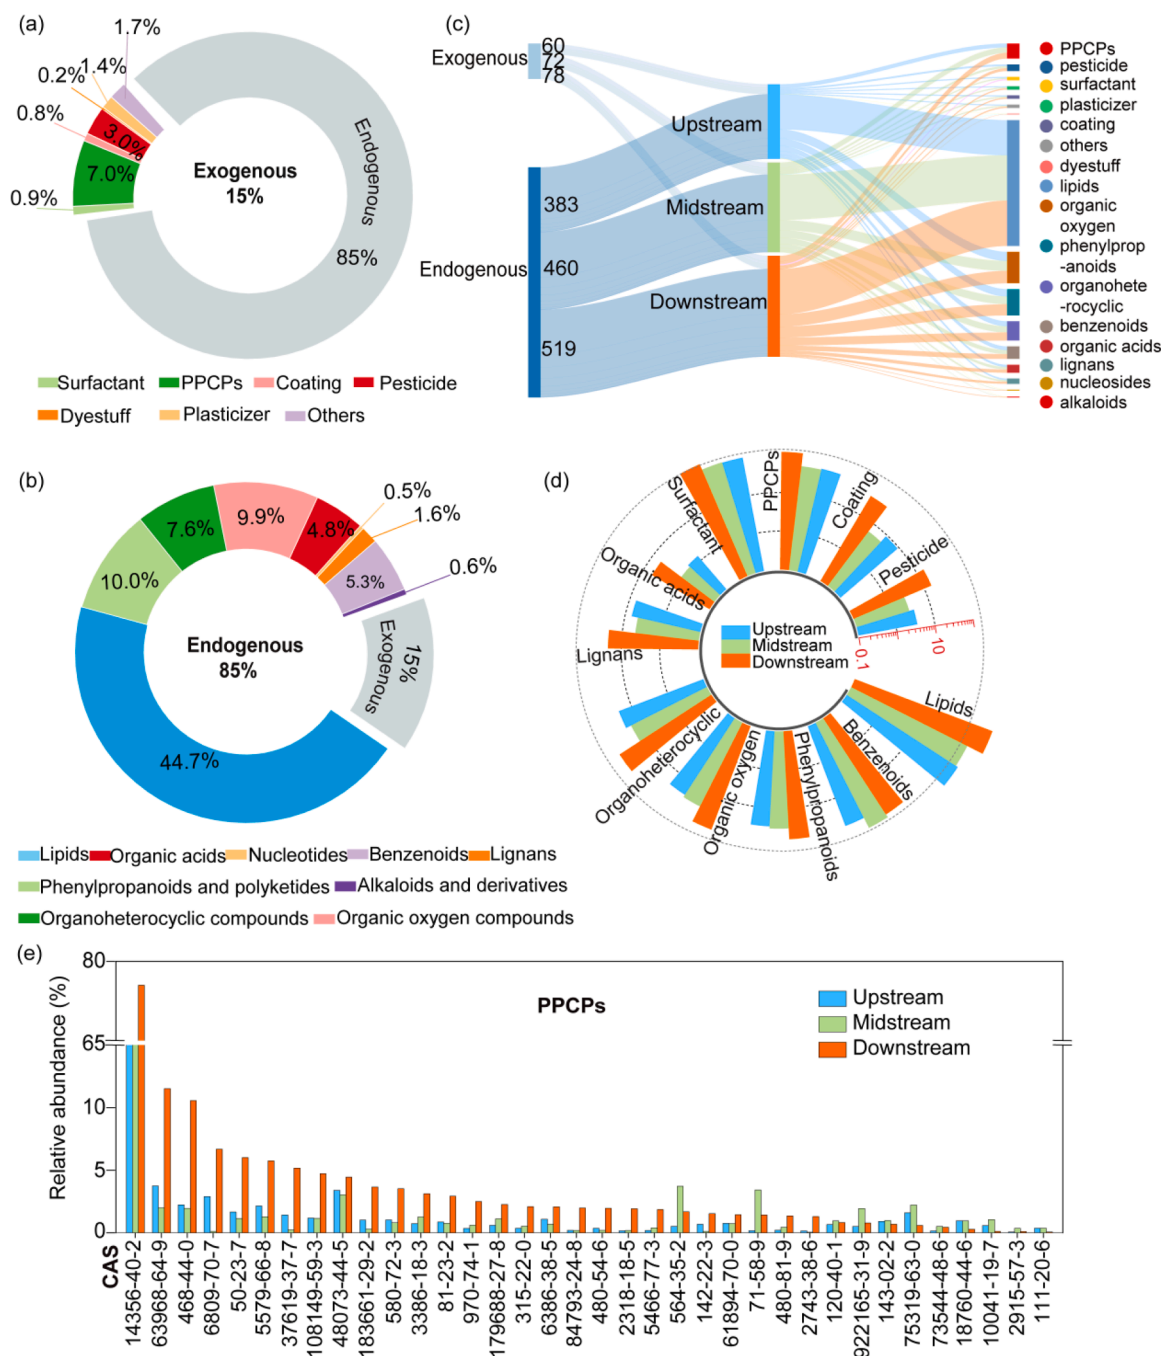 (a)
1.7%
1.4%
0.2%
0.8%
3.0%
7.0%
0.9%
Exogenous
15%
Endogenous
85%
Surfactant
PPCPs
Coating
Pesticide
Dyestuff
Plasticizer
Others
(c)
Exogenous
60
72
78
Endogenous
383
460
519
Upstream
Midstream
Downstream
PPCPs
pesticide
surfactant
plasticizer
coating
others
dyestuff
lipids
organic
oxygen
phenylprop
-anoids
organohete
-rocyclic
benzenoids
organic acids
lignans
nucleosides
alkaloids
(b)
7.6%
9.9%
4.8%
0.5%
1.6%
5.3%
0.6%
10.0%
44.7%
Endogenous
85%
15%
Exogenous
Lipids
Organic acids
Nucleotides
Benzenoids
Lignans
Phenylpropanoids and polyketides
Alkaloids and derivatives
Organoheterocyclic compounds
Organic oxygen compounds
(d)
Surfactant
PPCPs
Coating
Pesticide
Organic acids
Lignans
Organoheterocyclic
Organic oxygen
Phenylpropanoids
Benzenoids
Lipids
0.1
10
Upstream
Midstream
Downstream
(e)
Relative abundance (%)
80
65
10
5
0
PPCPs
Upstream
Midstream
Downstream
CAS
14356-40-2
63968-64-9
468-44-0
6809-70-7
50-23-7
5579-66-8
37619-37-7
108149-59-3
48073-44-5
183661-29-2
580-72-3
3386-18-3
81-23-2
970-74-1
179688-27-8
315-22-0
6386-38-5
84793-24-8
480-54-6
2318-18-5
5466-77-3
564-35-2
142-22-3
61894-70-0
71-58-9
480-81-9
2743-38-6
120-40-1
922165-31-9
143-02-2
75319-63-0
73544-48-6
18760-44-6
10041-19-7
2915-57-3
111-20-6